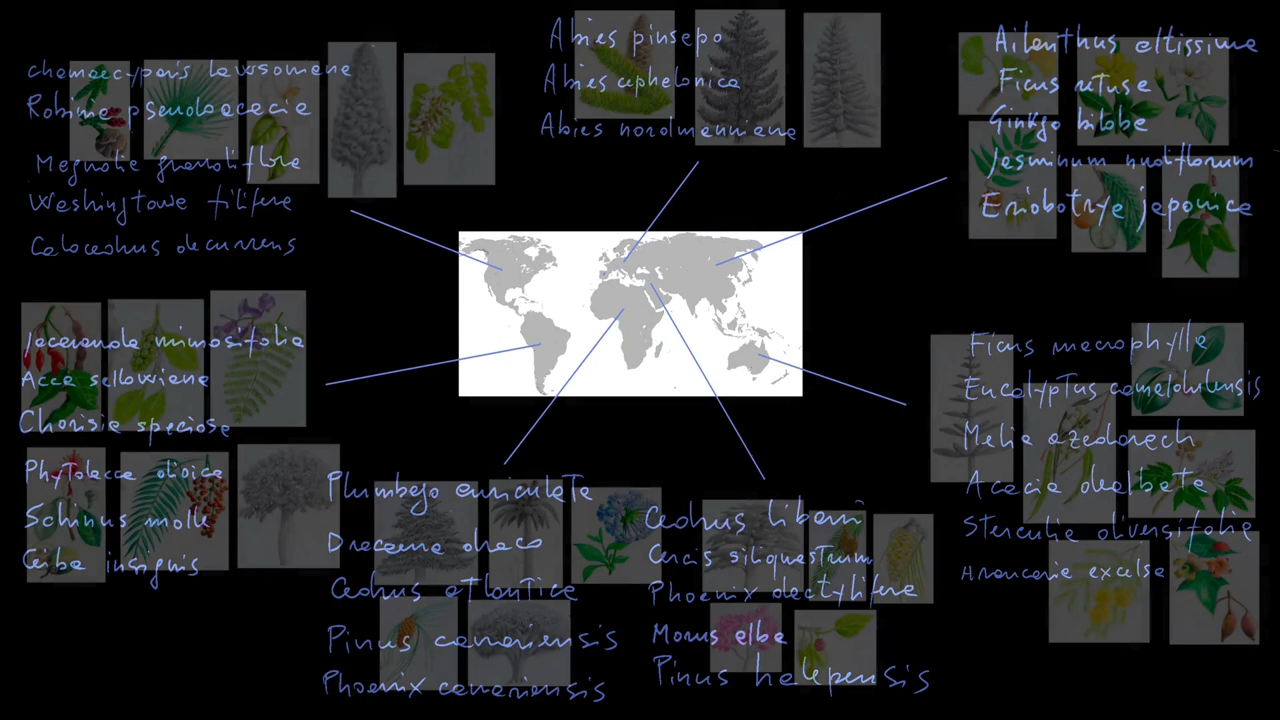 Chamaecyparis lawsoniana
Robinia pseudoacacia
Magnolia grandiflora
Washingtonia filifera
Calocedrus decurrens
Abies pinsapo
Abies cephalonica
Abies nordmanniana
Ailanthus altissima
Ficus retusa
Ginkgo biloba
Jasminum nudiflorum
Eriobotrya japonica
Jacaranda mimosifolia
Acca sellowiana
Chorisia speciosa
Phytolacca dioica
Schinus molle
Ceiba insignis
Plumbago auriculata
Dracaena draco
Cedrus atlantica
Pinus canariensis
Phoenix canariensis
Cedrus libani
Cercis siliquastrum
Phoenix dactylifera
Morus alba
Pinus halepensis
Ficus macrophylla
Eucalyptus camaldulensis
Melia azedarach
Acacia dealbata
Sterculia diversifolia
Araucaria excelsa